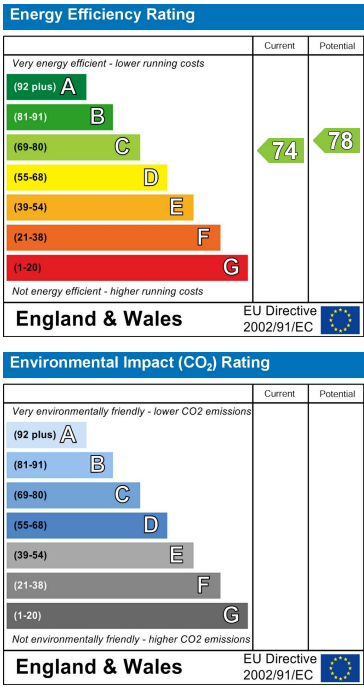 Energy Efficiency Rating
Current Potential
Very energy efficient - lower running costs
(92 plus) A
(81-91) B
(69-80) C
(55-68) D
(39-54) E
(21-38) F
(1-20) G
74 78
Not energy efficient - higher running costs
England & Wales
EU Directive
2002/91/EC
Environmental Impact (CO₂) Rating
Current Potential
Very environmentally friendly - lower CO2 emissions
(92 plus) A
(81-91) B
(69-80) C
(55-68) D
(39-54) E
(21-38) F
(1-20) G
Not environmentally friendly - higher CO2 emissions
England & Wales
EU Directive
2002/91/EC